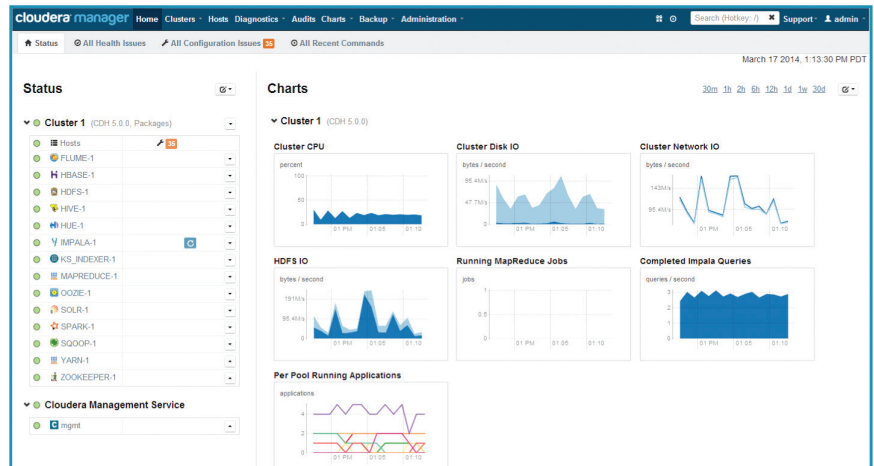 cloudera manager Home Clusters Hosts Diagnostics Audits Charts Backup Administration Search (Hotkey: /) Support admin
Status All Health Issues All Configuration Issues 35 All Recent Commands
March 17 2014, 1:13:30 PM PDT
Status
Cluster 1 (CDH 5.0.0, Packages)
Hosts 35
FLUME-1
HBASE-1
HDFS-1
HIVE-1
HUE-1
IMPALA-1
KS_INDEXER-1
MAPREDUCE-1
OOZIE-1
SOLR-1
SPARK-1
SQOOP-1
YARN-1
ZOOKEEPER-1
Cloudera Management Service
mgmt
Charts
30m 1h 2h 6h 12h 1d 1w 30d
Cluster 1 (CDH 5.0.0)
Cluster CPU
percent
100
50
0
01 PM 01:05 01:10
Cluster Disk IO
bytes / second
95.4M/s
47.7M/s
0
01 PM 01:05 01:10
Cluster Network IO
bytes / second
143M/s
95.4M/s
01 PM 01:05 01:10
HDFS IO
bytes / second
191M/s
95.4M/s
0
01 PM 01:05 01:10
Running MapReduce Jobs
jobs
1
0.5
0
01 PM 01:05 01:10
Completed Impala Queries
queries / second
3
2
1
0
01 PM 01:05 01:10
Per Pool Running Applications
applications
4
2
0
01 PM 01:05 01:10